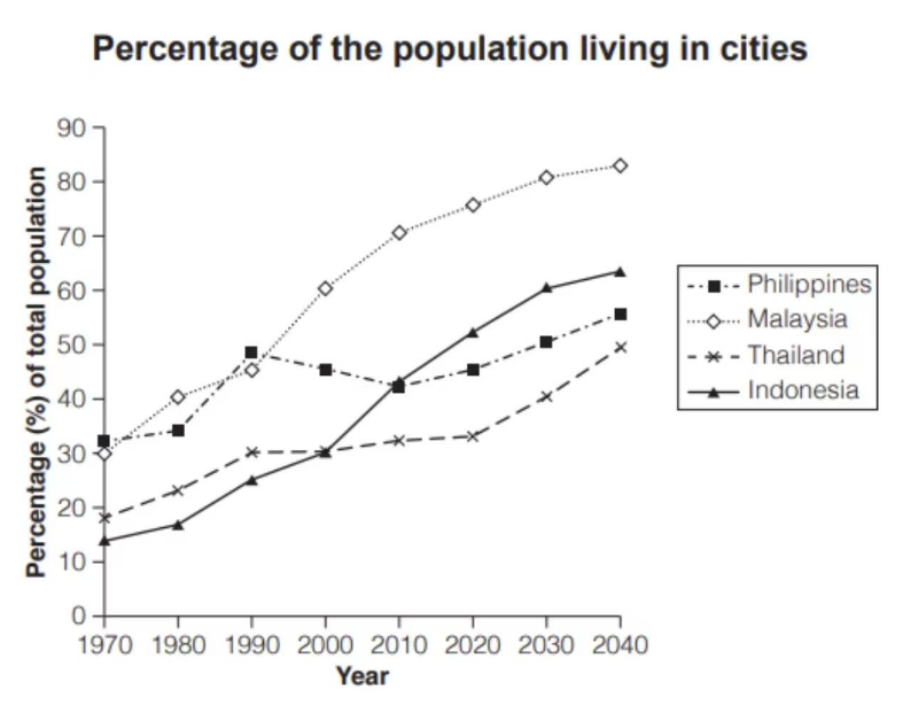 Percentage of the population living in cities
Percentage (%) of total population
90
80
70
60
50
40
30
20
10
0
1970 1980 1990 2000 2010 2020 2030 2040
Year
Philippines
Malaysia
Thailand
Indonesia